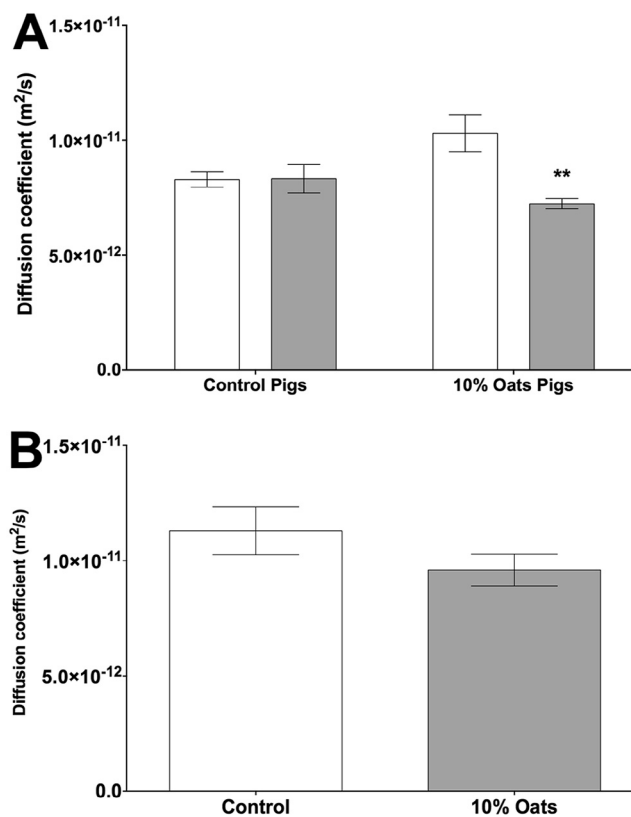 A
1.5×10⁻¹¹
1.0×10⁻¹¹
5.0×10⁻¹²
0.0
Diffusion coefficient (m²/s)
**
Control Pigs 10% Oats Pigs
B
1.5×10⁻¹¹
1.0×10⁻¹¹
5.0×10⁻¹²
0.0
Diffusion coefficient (m²/s)
Control 10% Oats